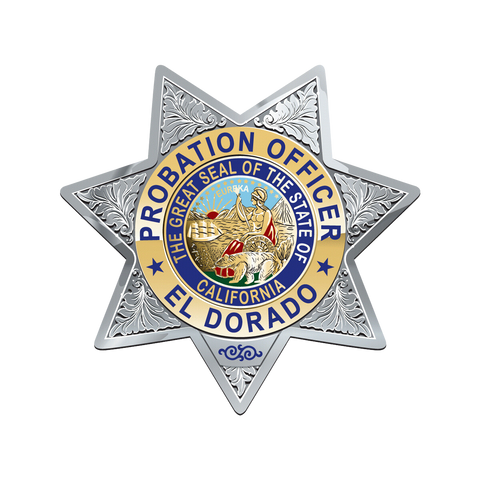 PROBATION OFFICER
THE GREAT SEAL OF THE STATE OF
CALIFORNIA
EUREKA
EL DORADO